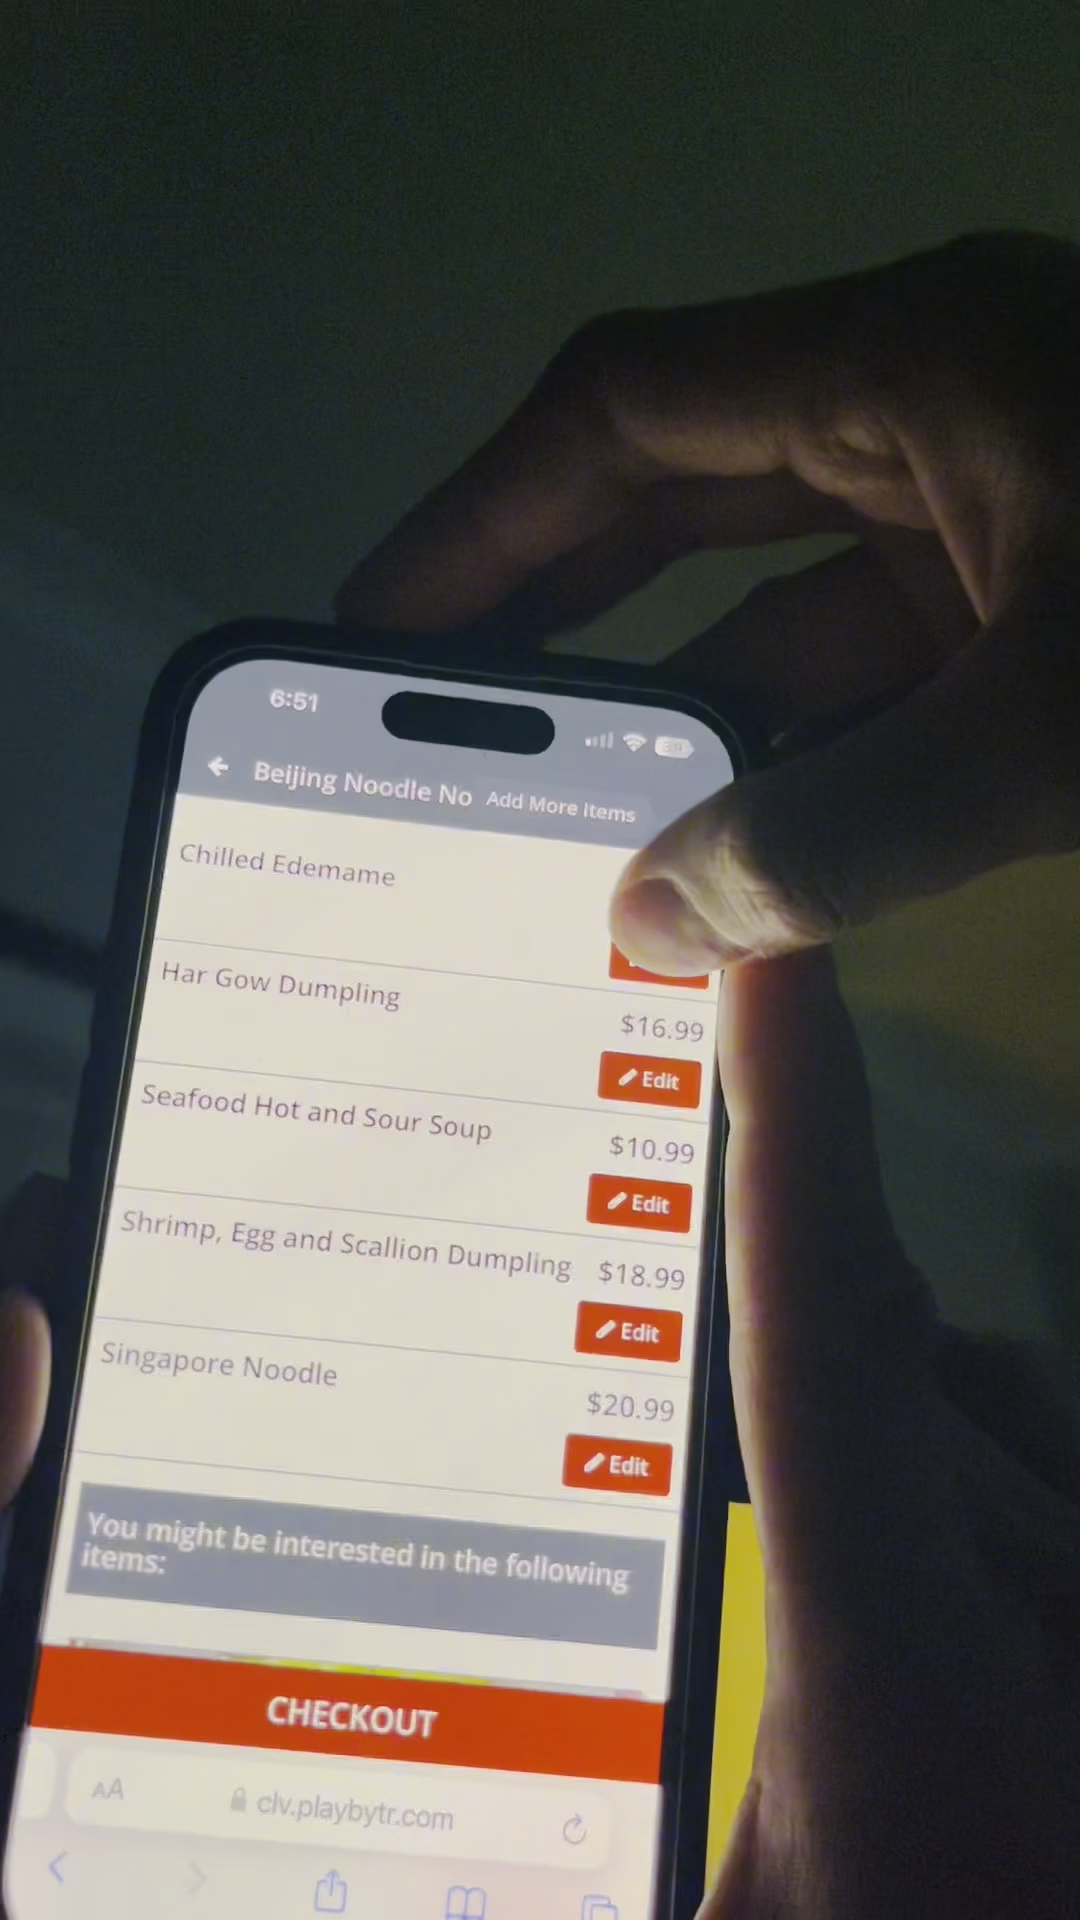 6:51
39
Beijing Noodle No Add More Items
Chilled Edemame
Har Gow Dumpling
$16.99
Edit
Seafood Hot and Sour Soup
$10.99
Edit
Shrimp, Egg and Scallion Dumpling
$18.99
Edit
Singapore Noodle
$20.99
Edit
You might be interested in the following
items:
CHECKOUT
AA
clv.playbytr.com